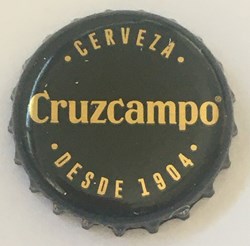 · CERVEZA ·
Cruzcampo®
DESDE 1904